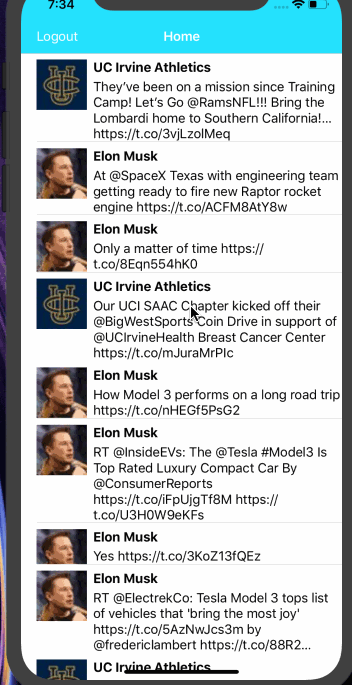 7:34
Logout
Home
UC Irvine Athletics
They've been on a mission since Training
Camp! Let's Go @RamsNFL!!! Bring the
Lombardi home to Southern California!...
https://t.co/3vjLzolMeq
Elon Musk
At @SpaceX Texas with engineering team
getting ready to fire new Raptor rocket
engine https://t.co/ACFM8AtY8w
Elon Musk
Only a matter of time https://
t.co/8Eqn554hK0
UC Irvine Athletics
Our UCI SAAC Chapter kicked off their
@BigWestSports Coin Drive in support of
@UCIrvineHealth Breast Cancer Center
https://t.co/mJuraMrPIc
Elon Musk
How Model 3 performs on a long road trip
https://t.co/nHEGf5PsG2
Elon Musk
RT @InsideEVs: The @Tesla #Model3 Is
Top Rated Luxury Compact Car By
@ConsumerReports
https://t.co/iFpUjgTf8M https://
t.co/U3H0W9eKFs
Elon Musk
Yes https://t.co/3KoZ13fQEz
Elon Musk
RT @ElectrekCo: Tesla Model 3 tops list
of vehicles that 'bring the most joy'
https://t.co/5AzNwJcs3m by
@fredericlambert https://t.co/88R2...
UC Irvine Athletics